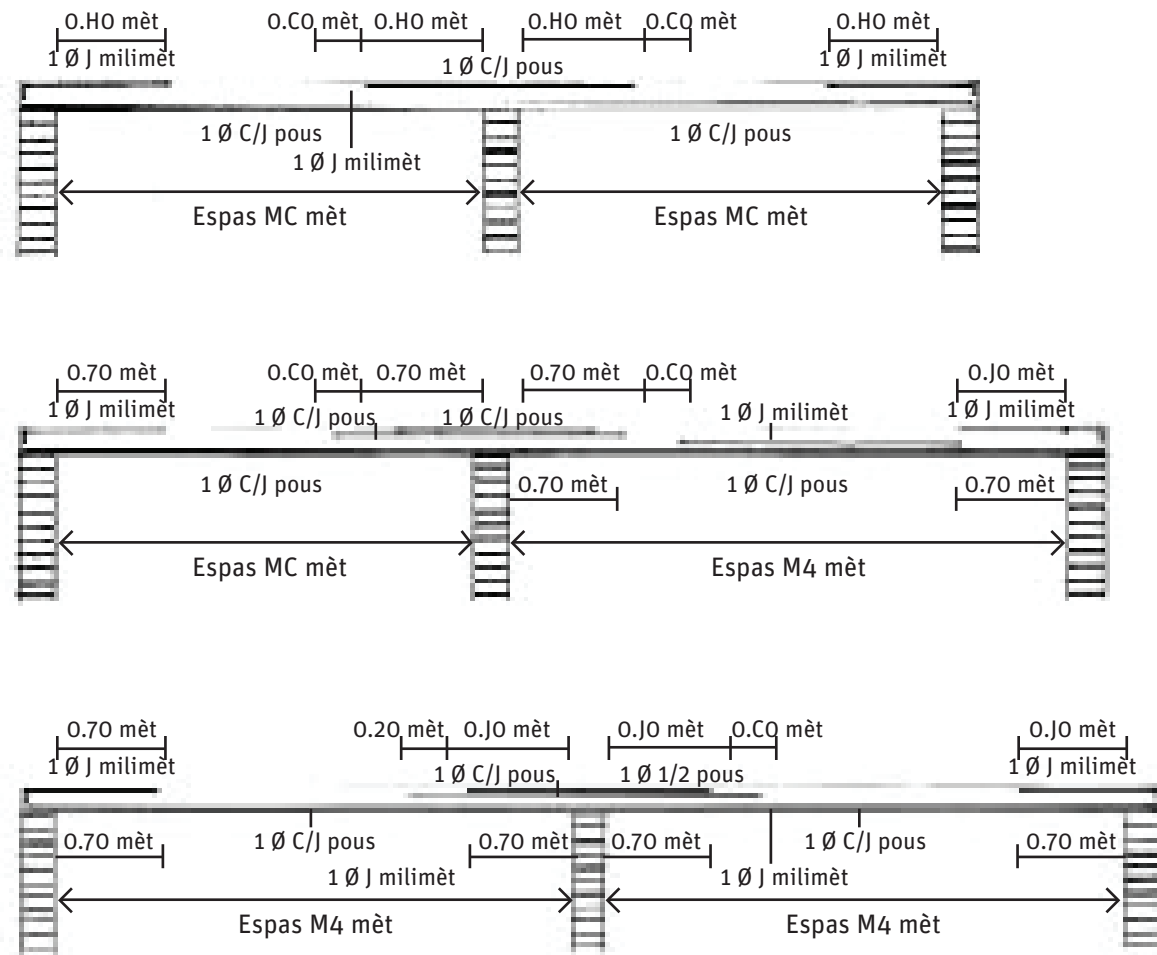 0.HO mèt 0.CO mèt 0.HO mèt 0.HO mèt 0.CO mèt 0.HO mèt
1 Ø J milimèt 1 Ø C/J pous 1 Ø J milimèt
1 Ø C/J pous 1 Ø C/J pous
1 Ø J milimèt
Espas MC mèt Espas MC mèt
0.70 mèt 0.CO mèt 0.70 mèt 0.70 mèt 0.CO mèt 0.JO mèt
1 Ø J milimèt 1 Ø C/J pous 1 Ø C/J pous 1 Ø J milimèt 1 Ø J milimèt
1 Ø C/J pous 0.70 mèt 1 Ø C/J pous 0.70 mèt
Espas MC mèt Espas M4 mèt
0.70 mèt 0.20 mèt 0.JO mèt 0.JO mèt 0.CO mèt 0.JO mèt
1 Ø J milimèt 1 Ø C/J pous 1 Ø 1/2 pous 1 Ø J milimèt
0.70 mèt 1 Ø C/J pous 0.70 mèt 0.70 mèt 1 Ø C/J pous 0.70 mèt
1 Ø J milimèt 1 Ø J milimèt
Espas M4 mèt Espas M4 mèt